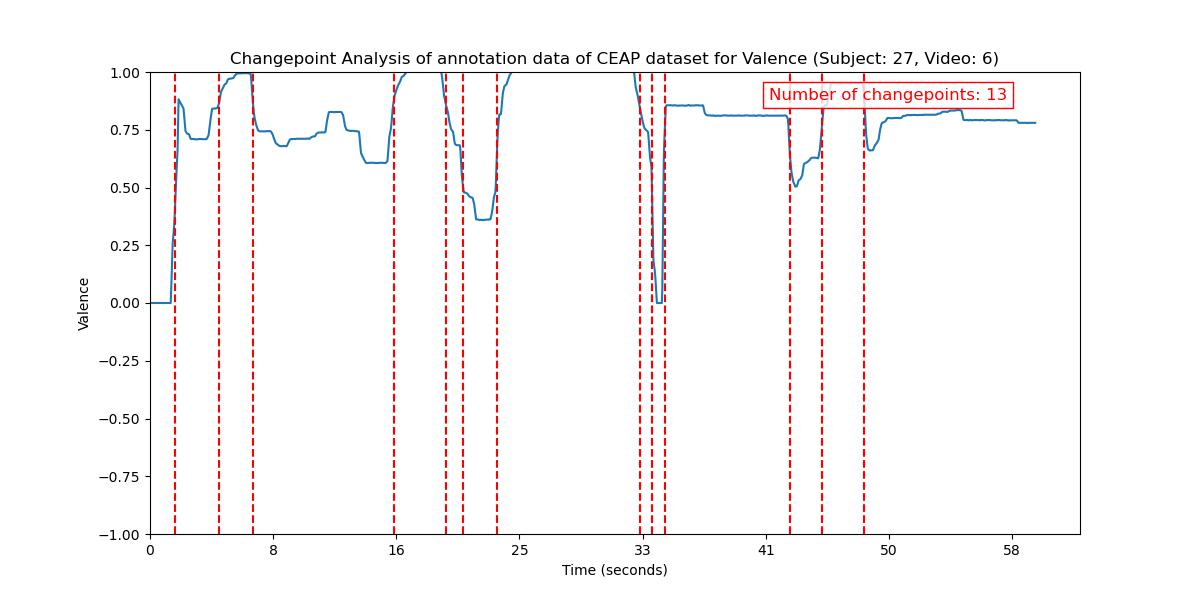 Changepoint Analysis of annotation data of CEAP dataset for Valence (Subject: 27, Video: 6)
Number of changepoints: 13
1.00
0.75
0.50
0.25
0.00
−0.25
−0.50
−0.75
−1.00
Valence
0 8 16 25 33 41 50 58
Time (seconds)